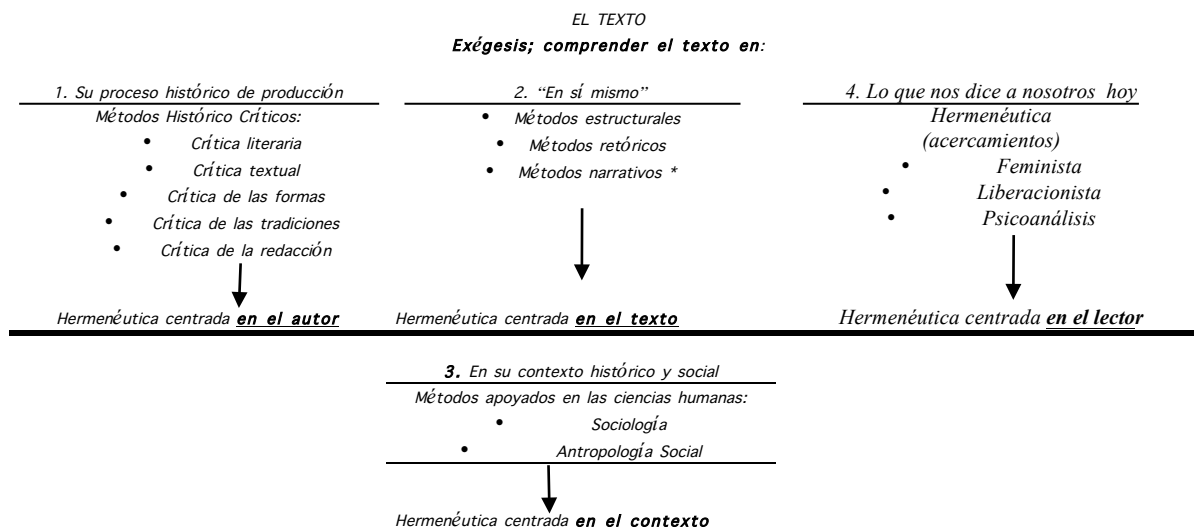 EL TEXTO
Exégesis; comprender el texto en:
1. Su proceso histórico de producción
Métodos Histórico Críticos:
• Crítica literaria
• Crítica textual
• Crítica de las formas
• Crítica de las tradiciones
• Crítica de la redacción
Hermenéutica centrada en el autor
2. “En sí mismo”
• Métodos estructurales
• Métodos retóricos
• Métodos narrativos *
Hermenéutica centrada en el texto
4. Lo que nos dice a nosotros hoy
Hermenéutica
(acercamientos)
• Feminista
• Liberacionista
• Psicoanálisis
Hermenéutica centrada en el lector
3. En su contexto histórico y social
Métodos apoyados en las ciencias humanas:
• Sociología
• Antropología Social
Hermenéutica centrada en el contexto